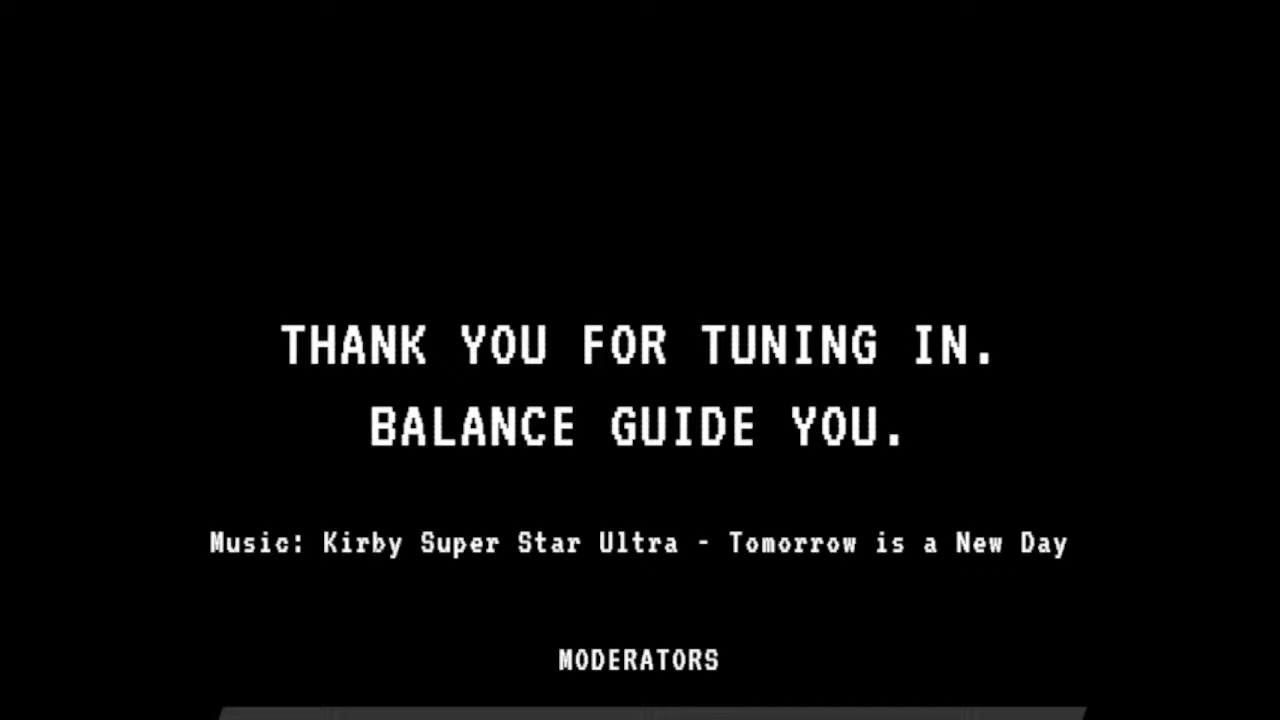 THANK YOU FOR TUNING IN.
BALANCE GUIDE YOU.
Music: Kirby Super Star Ultra - Tomorrow is a New Day
MODERATORS